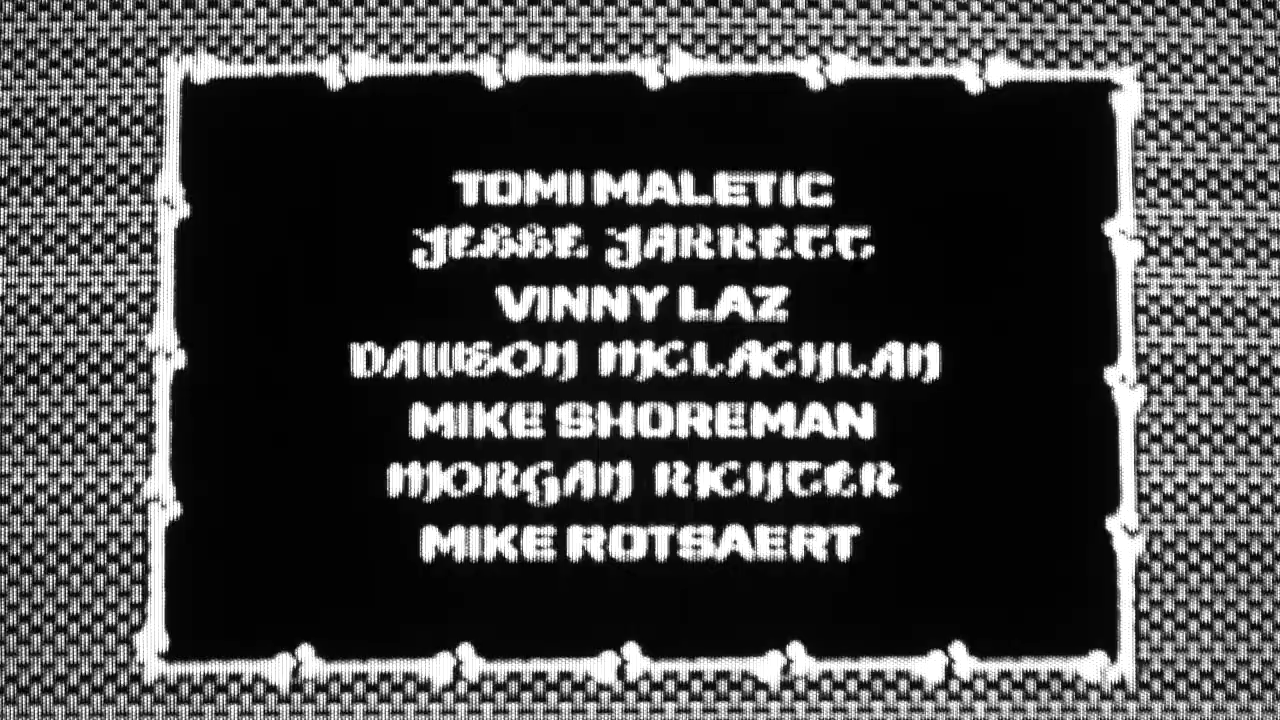 TOMI MALETIC
JESSE JARRETT
VINNY LAZ
DAWSON MCLACHLAN
MIKE SHOREMAN
MORGAN RICHTER
MIKE ROTSAERT